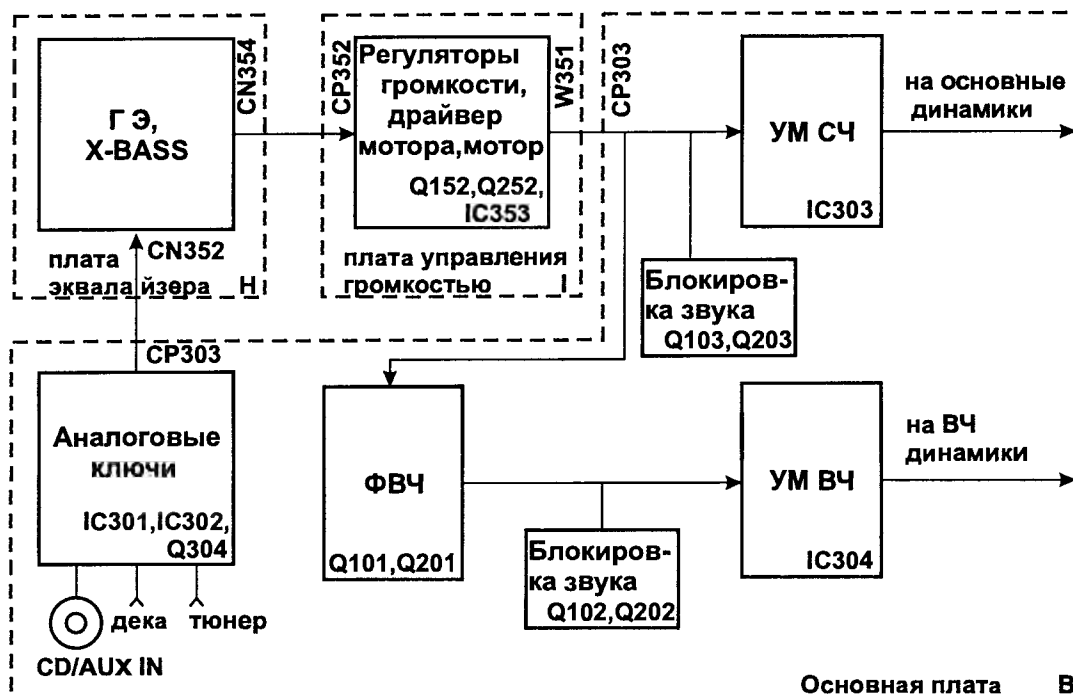 Г Э,
X-BASS
CN354
CN352
плата
эквалайзера
H
CP352
Регуляторы
громкости,
драйвер
мотора,мотор
Q152,Q252,
IC353
W351
плата управления
громкостью
I
CP303
УМ СЧ
IC303
на основные
динамики
Блокиров-
ка звука
Q103,Q203
CP303
Аналоговые
ключи
IC301,IC302,
Q304
дека
тюнер
CD/AUX IN
ФВЧ
Q101,Q201
Блокиров-
ка звука
Q102,Q202
УМ ВЧ
IC304
на ВЧ
динамики
Основная плата
B